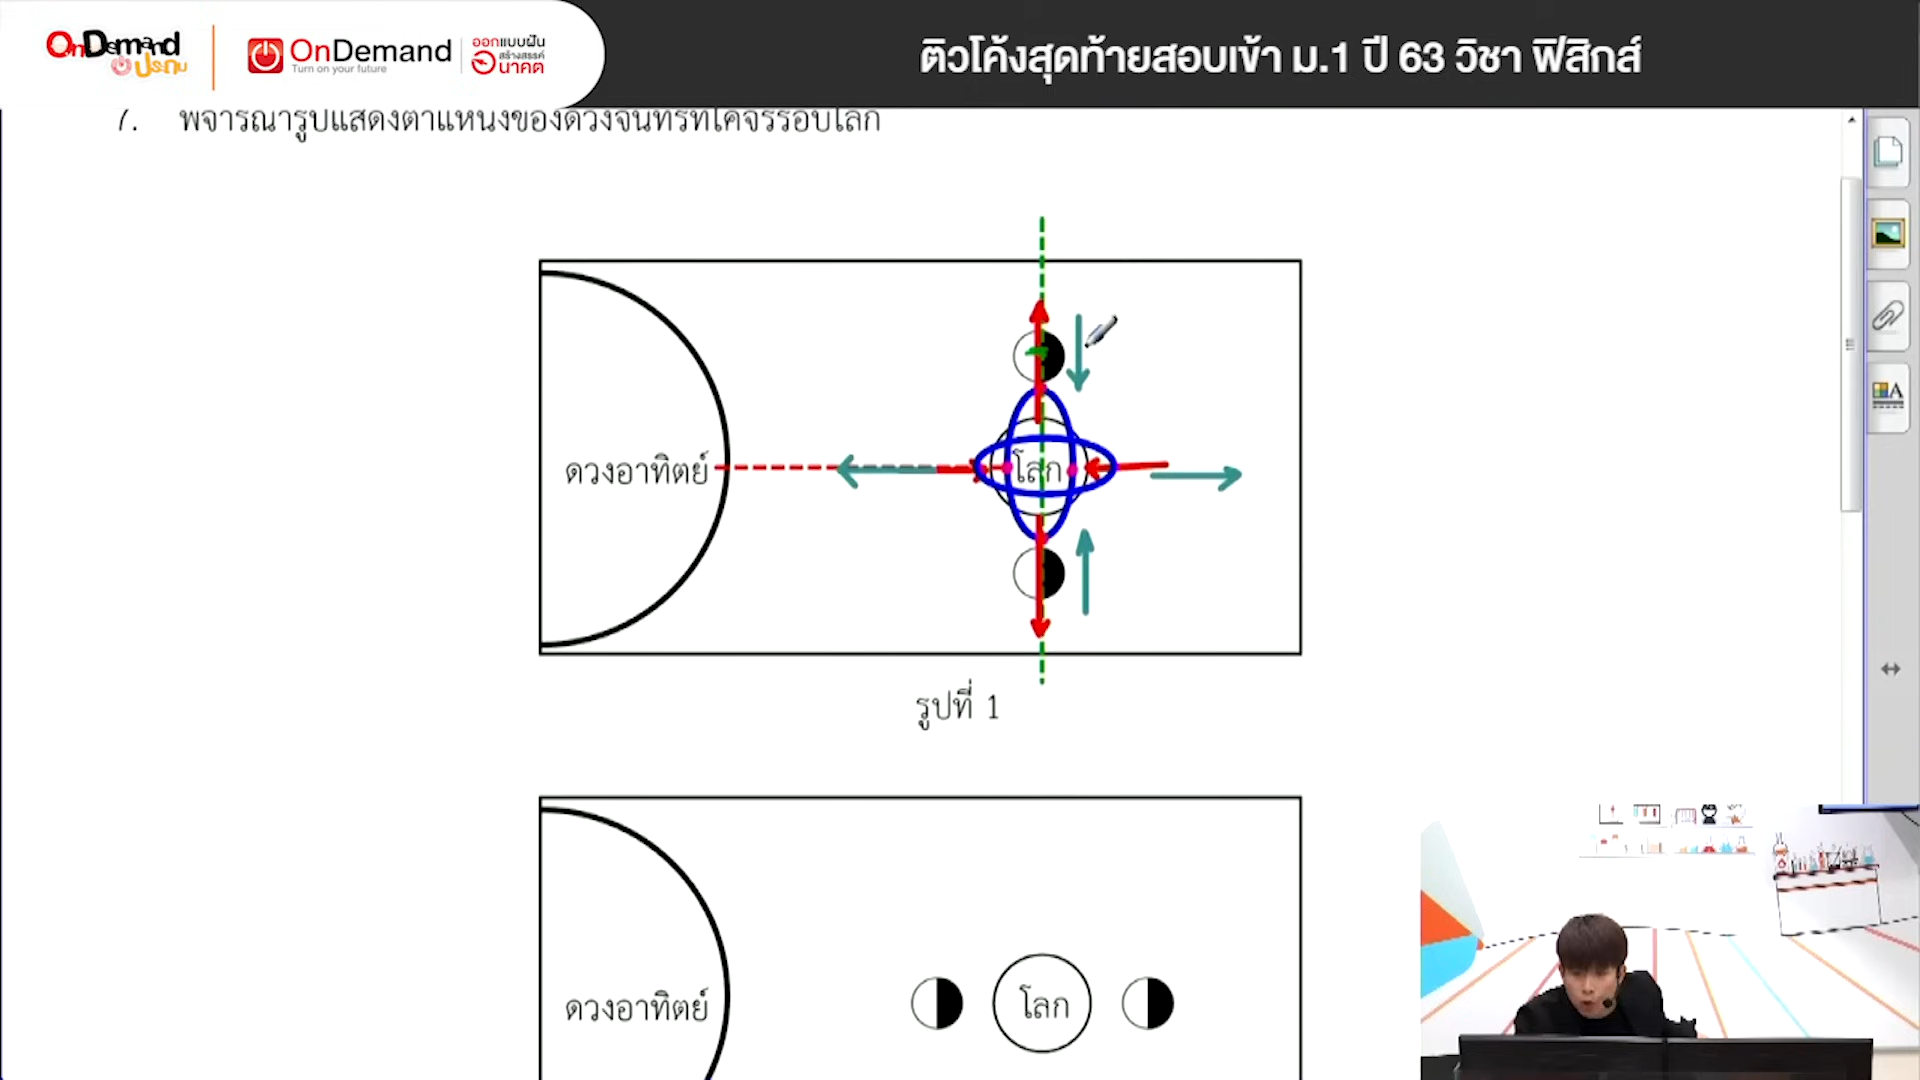 OnDemand
ประถม
OnDemand
Turn on your future
ออกแบบฝัน
สร้างสรรค์
อนาคต
ติวโค้งสุดท้ายสอบเข้า ม.1 ปี 63 วิชา ฟิสิกส์
7. พิจารณารูปแสดงตำแหน่งของดวงจันทร์ที่โคจรรอบโลก
ดวงอาทิตย์
โลก
รูปที่ 1
ดวงอาทิตย์
โลก
A